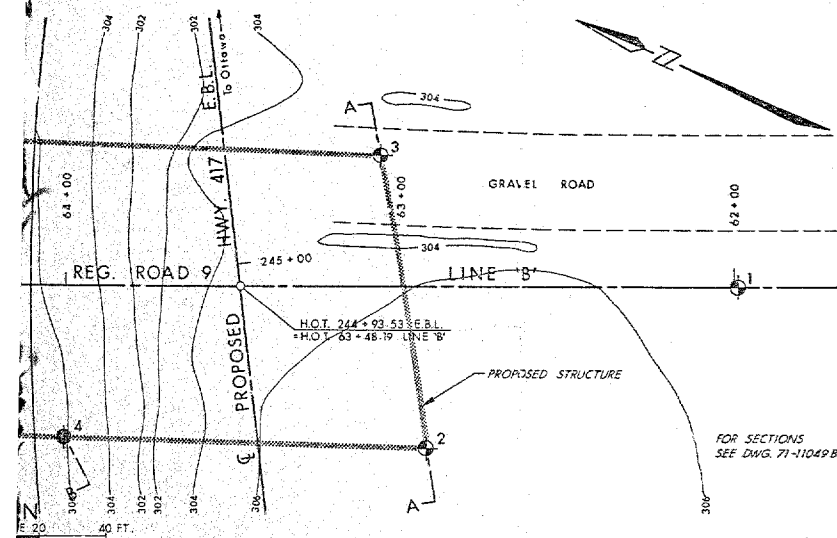 304
304
302
302
304
E.B.L.
To Ottawa
A
304
3
64 + 00
HWY. 417
63 + 00
GRAVEL ROAD
62 + 00
304
REG. ROAD 9
245 + 00
LINE 'B'
1
H.O.T. 244 + 93·53 E.B.L.
= H.O.T. 63 + 48·19 LINE 'B'
PROPOSED
PROPOSED STRUCTURE
4
2
FOR SECTIONS
SEE DWG. 71-11049B
A
304
302
302
304
306
306
N
20
40 FT.